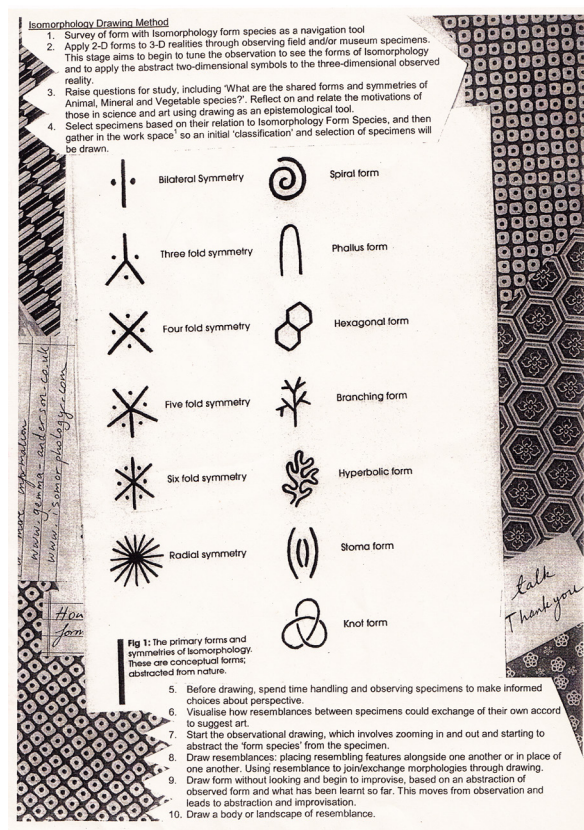 Isomorphology Drawing Method
1. Survey of form with Isomorphology form species as a navigation tool
2. Apply 2-D forms to 3-D realities through observing field and/or museum specimens.
This stage aims to begin to tune the observation to see the forms of Isomorphology
and to apply the abstract two-dimensional symbols to the three-dimensional observed
reality.
3. Raise questions for study, including 'What are the shared forms and symmetries of
Animal, Mineral and Vegetable species?'. Reflect on and relate the motivations of
those in science and art using drawing as an epistemological tool.
4. Select specimens based on their relation to Isomorphology Form Species, and then
gather in the work space¹ so an initial 'classification' and selection of specimens will
be drawn.
Bilateral Symmetry
Spiral form
Three fold symmetry
Phallus form
Four fold symmetry
Hexagonal form
Five fold symmetry
Branching form
Six fold symmetry
Hyperbolic form
Radial symmetry
Stoma form
Knot form
more information
www.gemma-anderson.co.uk
www.isomorphology.com
How
form
talk
Thank you
Fig 1: The primary forms and
symmetries of Isomorphology.
These are conceptual forms;
abstracted from nature.
5. Before drawing, spend time handling and observing specimens to make informed
choices about perspective.
6. Visualise how resemblances between specimens could exchange of their own accord
to suggest art.
7. Start the observational drawing, which involves zooming in and out and starting to
abstract the 'form species' from the specimen.
8. Draw resemblances: placing resembling features alongside one another or in place of
one another. Using resemblance to join/exchange morphologies through drawing.
9. Draw form without looking and begin to improvise, based on an abstraction of
observed form and what has been learnt so far. This moves from observation and
leads to abstraction and improvisation.
10. Draw a body or landscape of resemblance.